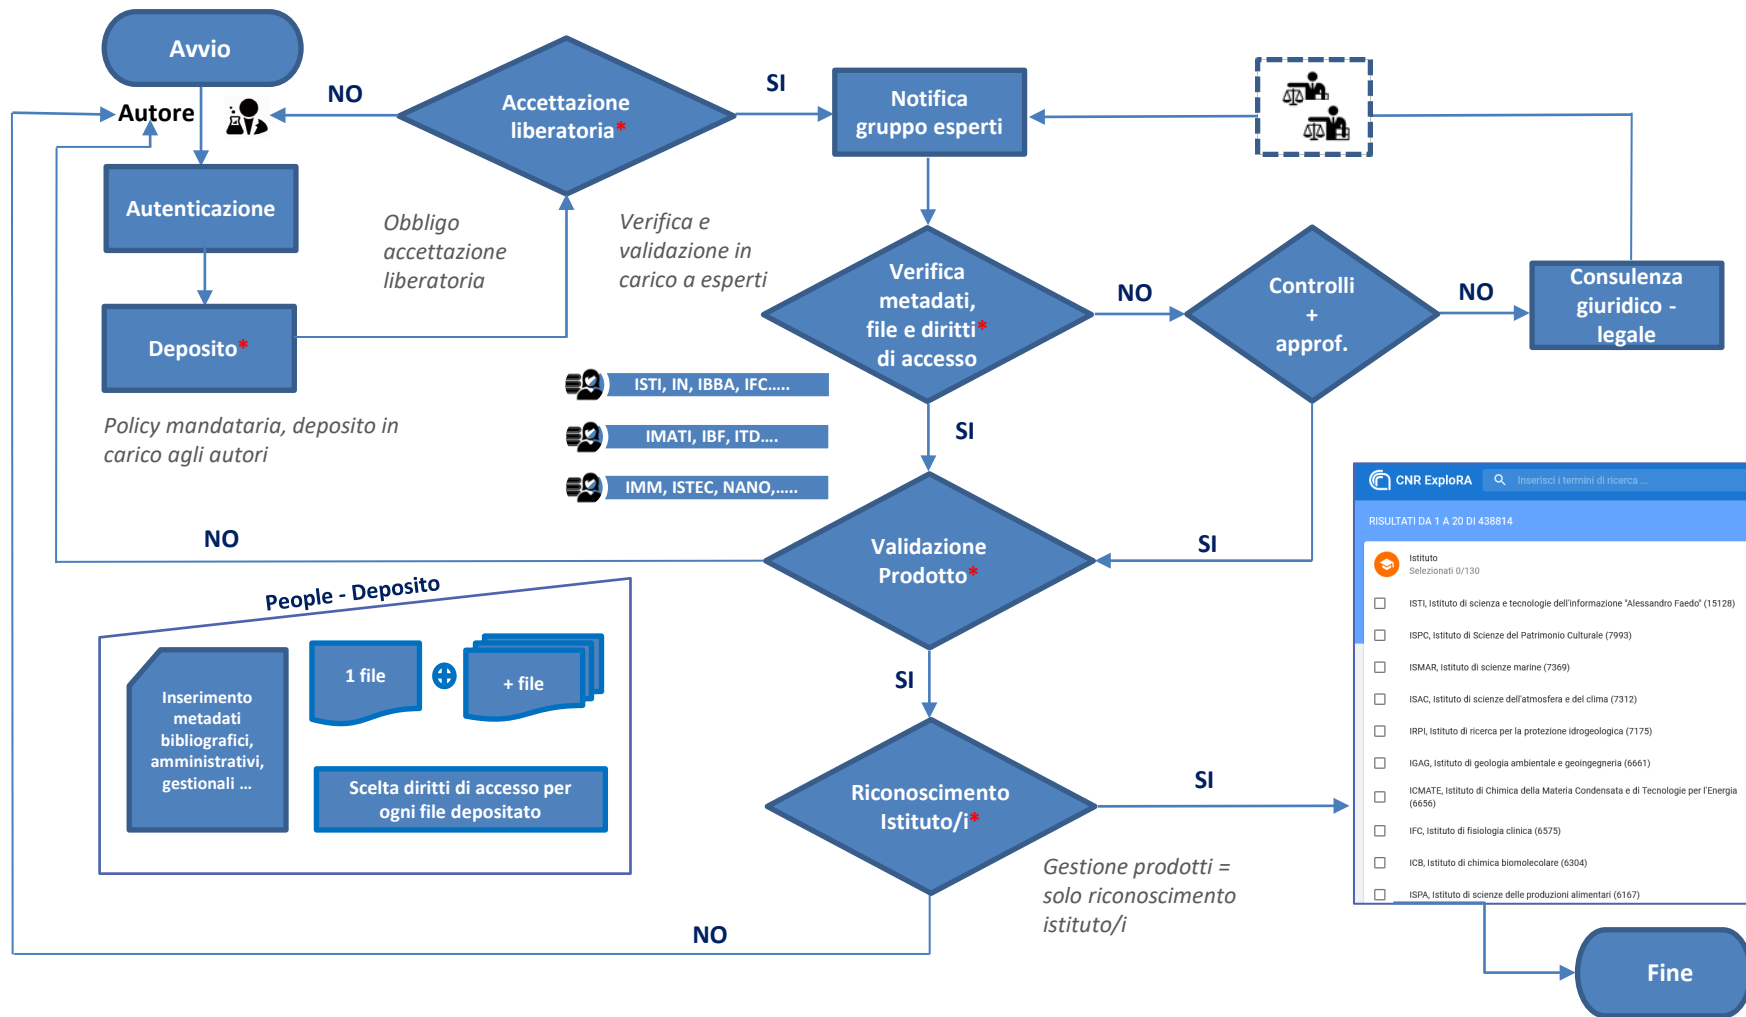 Avvio
Autore
NO
Accettazione
liberatoria*
SI
Notifica
gruppo esperti
Autenticazione
Obbligo
accettazione
liberatoria
Verifica e
validazione in
carico a esperti
Deposito*
Policy mandataria, deposito in
carico agli autori
Verifica
metadati,
file e diritti*
di accesso
NO
Controlli
+
approf.
NO
Consulenza
giuridico -
legale
ISTI, IN, IBBA, IFC.....
IMATI, IBF, ITD....
IMM, ISTEC, NANO,.....
SI
NO
Validazione
Prodotto*
SI
People - Deposito
Inserimento
metadati
bibliografici,
amministrativi,
gestionali ...
1 file
+ file
Scelta diritti di accesso per
ogni file depositato
SI
Riconoscimento
Istituto/i*
SI
Gestione prodotti =
solo riconoscimento
istituto/i
NO
CNR ExploRA
Inserisci i termini di ricerca ...
RISULTATI DA 1 A 20 DI 438814
Istituto
Selezionati 0/130
ISTI, Istituto di scienza e tecnologie dell'informazione "Alessandro Faedo" (15128)
ISPC, Istituto di Scienze del Patrimonio Culturale (7993)
ISMAR, Istituto di scienze marine (7369)
ISAC, Istituto di scienze dell'atmosfera e del clima (7312)
IRPI, Istituto di ricerca per la protezione idrogeologica (7175)
IGAG, Istituto di geologia ambientale e geoingegneria (6661)
ICMATE, Istituto di Chimica della Materia Condensata e di Tecnologie per l'Energia
(6656)
IFC, Istituto di fisiologia clinica (6575)
ICB, Istituto di chimica biomolecolare (6304)
ISPA, Istituto di scienze delle produzioni alimentari (6167)
Fine